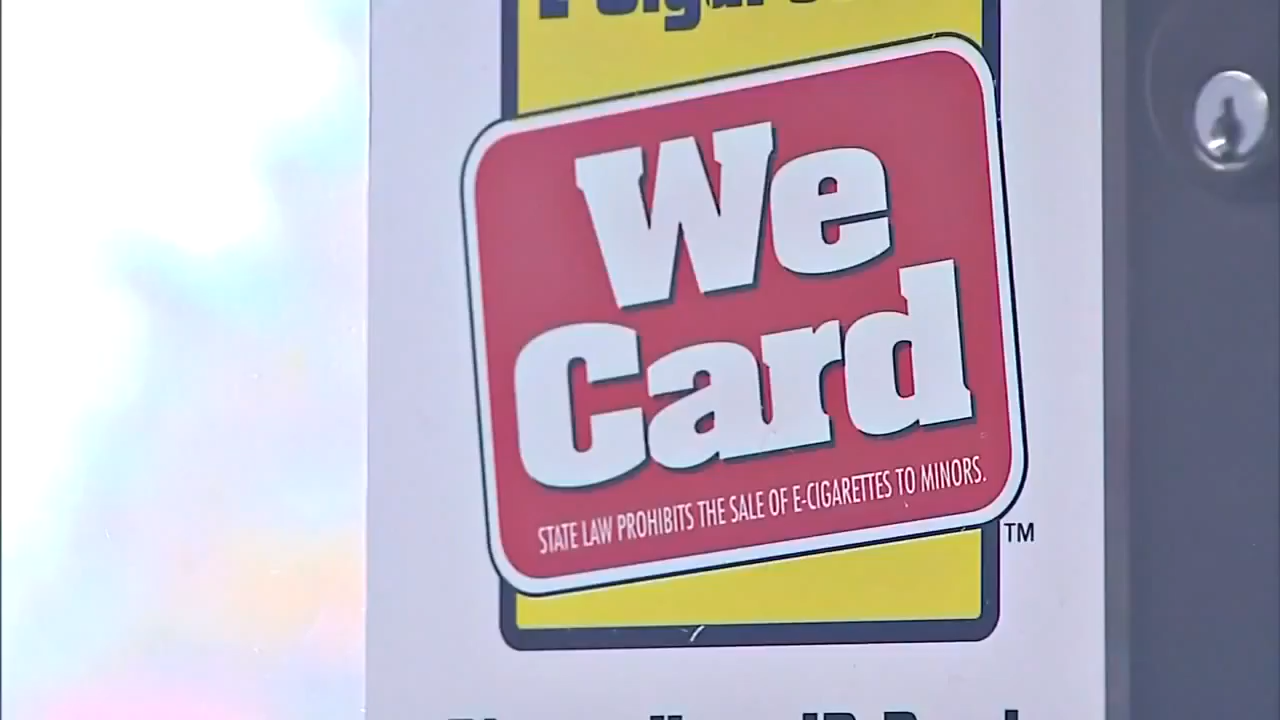 We
Card
STATE LAW PROHIBITS THE SALE OF E-CIGARETTES TO MINORS.
TM